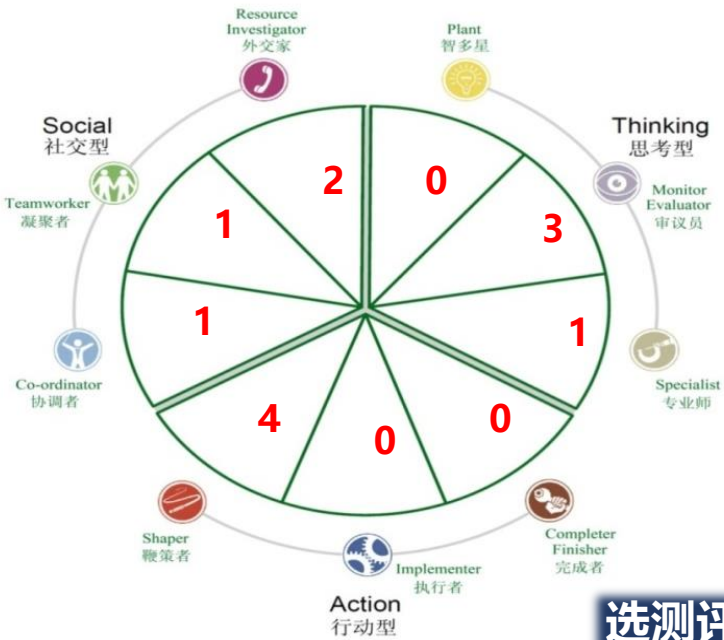 Resource
Investigator
外交家
Plant
智多星
Social
社交型
Thinking
思考型
Teamworker
凝聚者
Monitor
Evaluator
审议员
2
0
1
3
1
1
Co-ordinator
协调者
Specialist
专业师
4
0
0
Shaper
鞭策者
Implementer
执行者
Completer
Finisher
完成者
Action
行动型
选测评